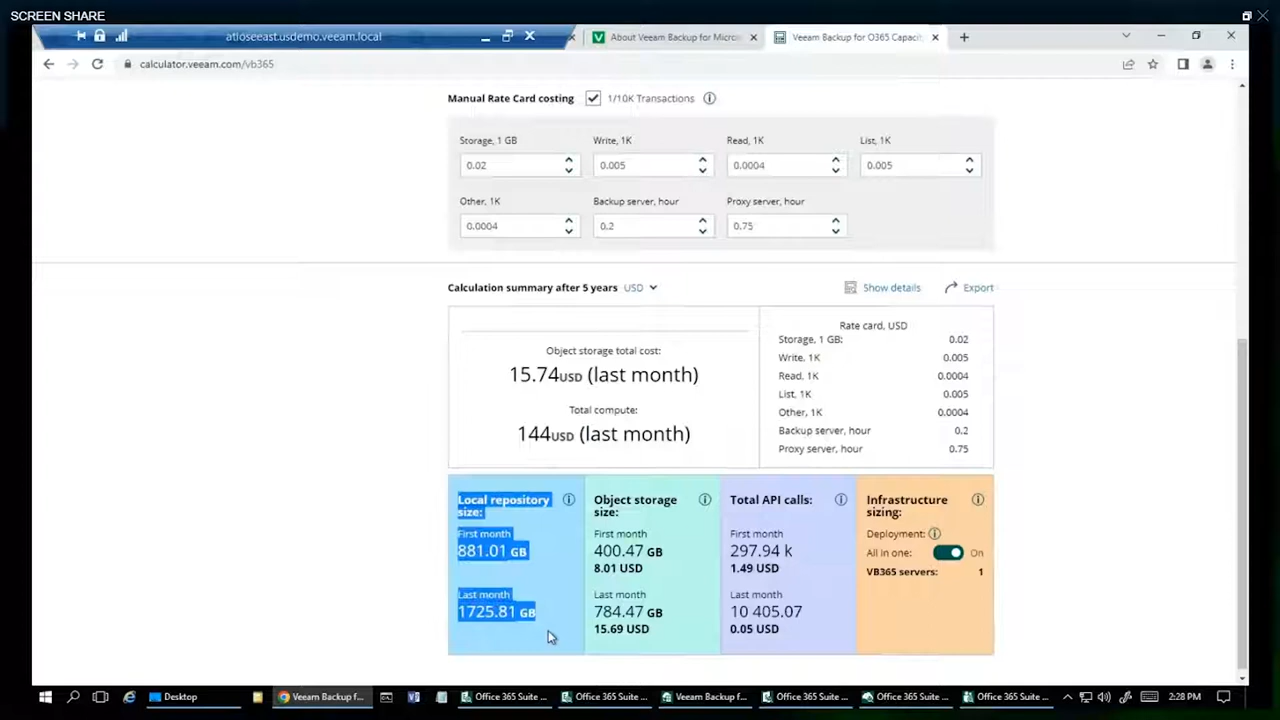 SCREEN SHARE
atloseeast.usdemo.veeam.local
About Veeam Backup for Micro
Veeam Backup for O365 Capaci
calculator.veeam.com/vb365
Manual Rate Card costing
1/10K Transactions
Storage, 1 GB
Write, 1K
Read, 1K
List, 1K
0.02
0.005
0.0004
0.005
Other, 1K
Backup server, hour
Proxy server, hour
0.0004
0.2
0.75
Calculation summary after 5 years USD
Show details
Export
Object storage total cost:
15.74USD (last month)
Total compute:
144USD (last month)
Rate card, USD
Storage, 1 GB: 0.02
Write, 1K 0.005
Read, 1K 0.0004
List, 1K 0.005
Other, 1K 0.0004
Backup server, hour 0.2
Proxy server, hour 0.75
Local repository
size:
First month
881.01 GB
Last month
1725.81 GB
Object storage
size:
First month
400.47 GB
8.01 USD
Last month
784.47 GB
15.69 USD
Total API calls:
First month
297.94 k
1.49 USD
Last month
10 405.07
0.05 USD
Infrastructure
sizing:
Deployment:
All in one: On
VB365 servers: 1
Desktop
Veeam Backup f...
Office 365 Suite ...
Office 365 Suite ...
Veeam Backup for...
Office 365 Suite ...
Office 365 Suite ...
Office 365 Suite ...
2:28 PM